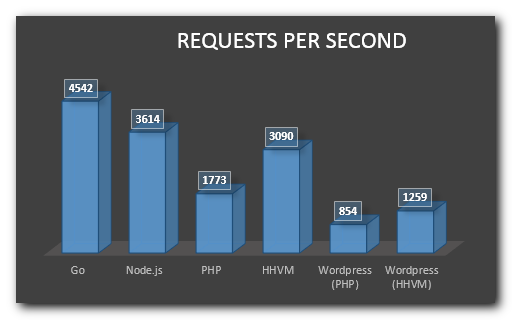 REQUESTS PER SECOND
4542
3614
1773
3090
854
1259
Go
Node.js
PHP
HHVM
Wordpress
(PHP)
Wordpress
(HHVM)